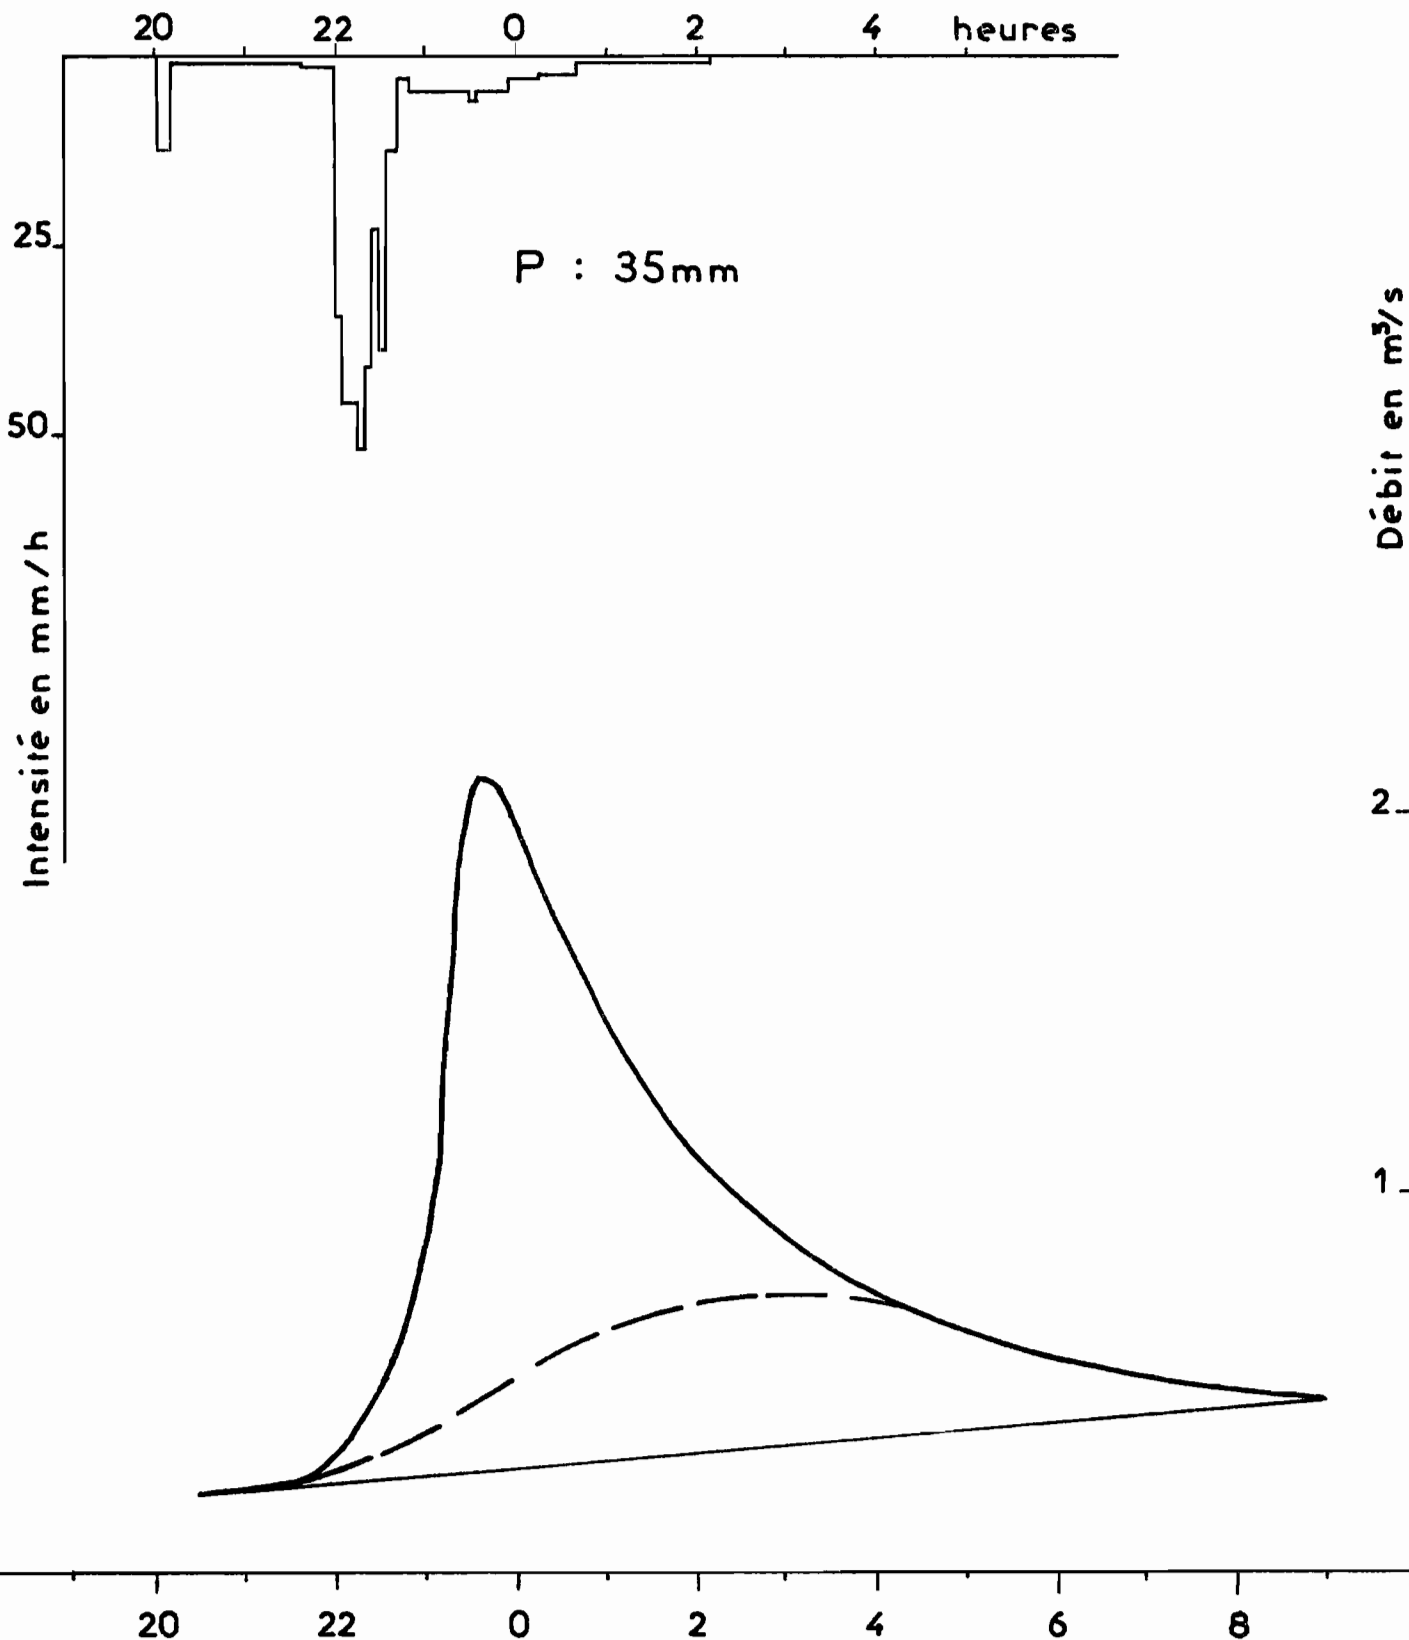 20 22 0 2 4 heures
25
P : 35mm
50
Intensité en mm/h
Débit en m³/s
2
1
20 22 0 2 4 6 8